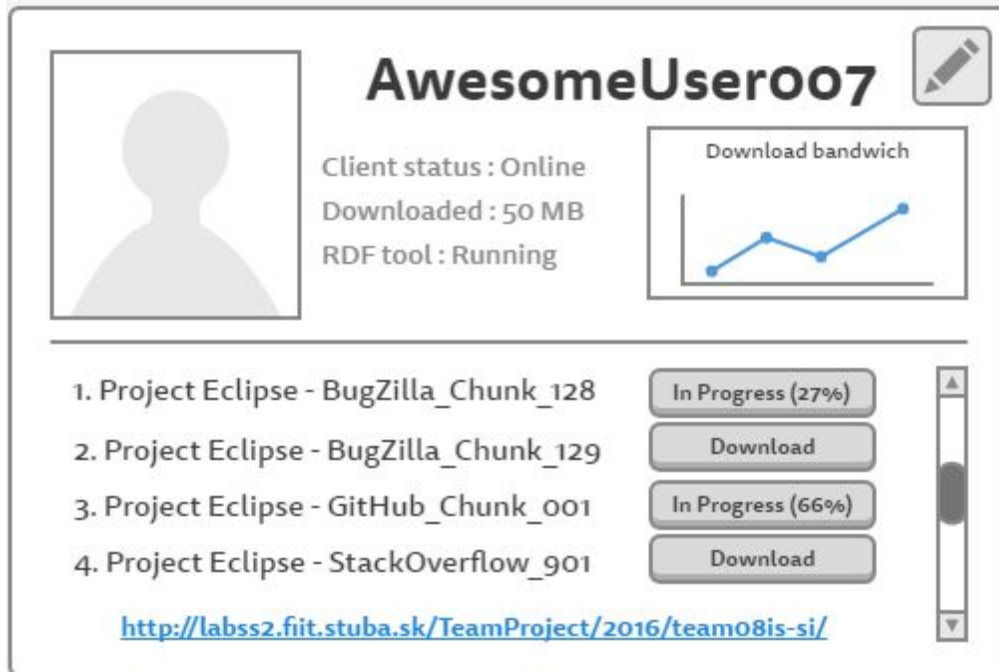 AwesomeUser007
Client status : Online
Downloaded : 50 MB
RDF tool : Running
Download bandwich
1. Project Eclipse - BugZilla_Chunk_128
In Progress (27%)
2. Project Eclipse - BugZilla_Chunk_129
Download
3. Project Eclipse - GitHub_Chunk_001
In Progress (66%)
4. Project Eclipse - StackOverflow_901
Download
http://labss2.fiit.stuba.sk/TeamProject/2016/team08is-si/